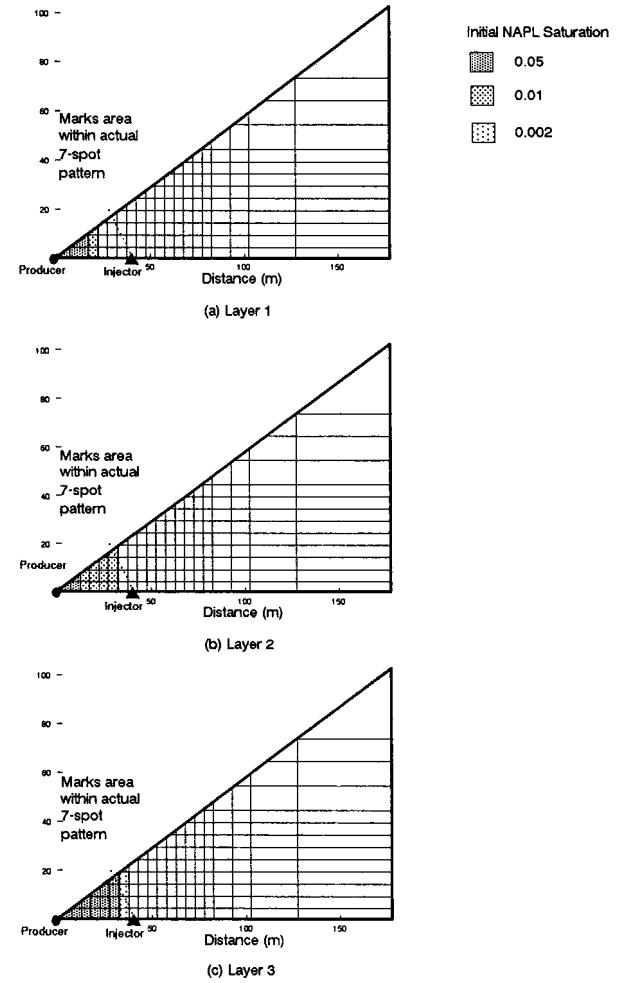 Initial NAPL Saturation
0.05
0.01
0.002
100
80
60
Marks area
within actual
40
7-spot
pattern
20
Producer
Injector
50
100
150
Distance (m)
(a) Layer 1
100
80
60
Marks area
within actual
7-spot
40
pattern
20
Producer
Injector
50
100
150
Distance (m)
(b) Layer 2
100
80
60
Marks area
within actual
7-spot
40
pattern
20
Producer
Injector
50
100
150
Distance (m)
(c) Layer 3